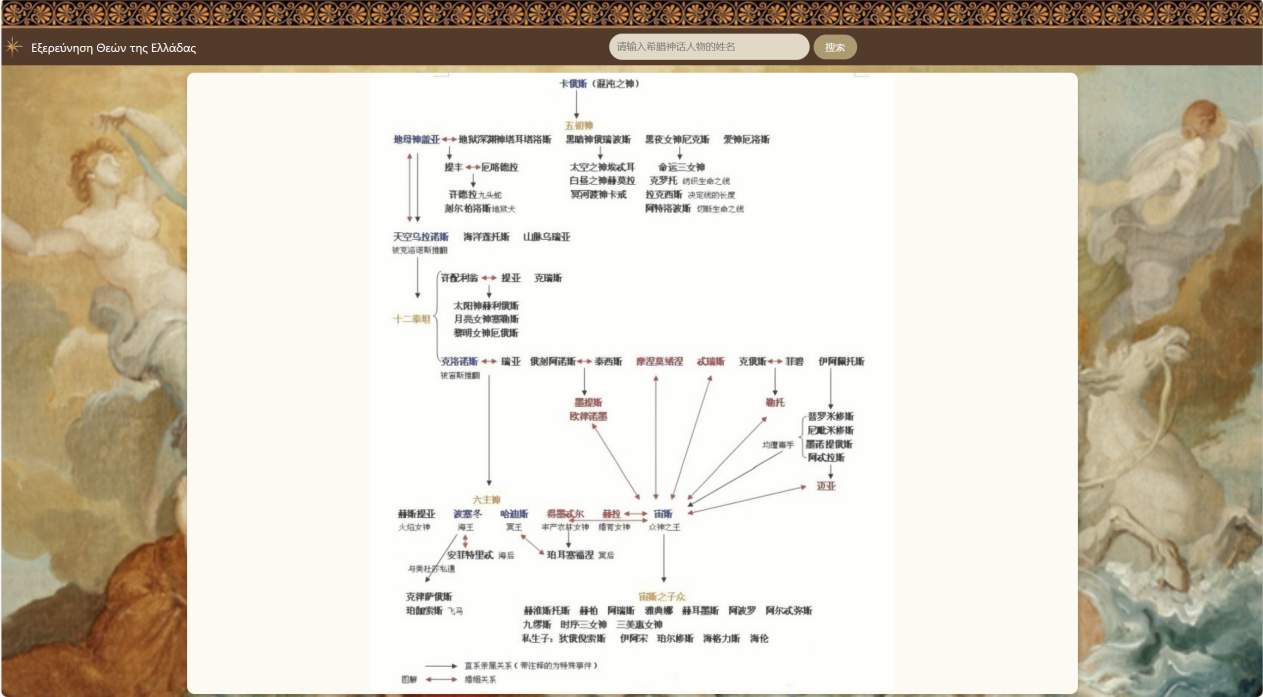 Εξερεύνηση Θεών της Ελλάδας
请输入希腊神话人物的姓名
搜索
卡俄斯（混沌之神）
五初神
地母神盖亚 地狱深渊神塔耳塔洛斯 黑暗神俄瑞波斯 黑夜女神尼克斯 爱神厄洛斯
提丰 厄喀德拉 太空之神埃忒耳 命运三女神
白昼之神赫莫拉 克罗托 纺织生命之线
许德拉九头蛇 冥河渡神卡戎 拉克西斯 决定线的长度
刻尔柏洛斯地狱犬 阿特洛波斯 切断生命之线
天空乌拉诺斯 海洋蓬托斯 山脉乌瑞亚
被克洛诺斯推翻
许配利翁 提亚 克瑞斯
太阳神赫利俄斯
十二泰坦 月亮女神塞勒斯
黎明女神厄俄斯
克洛诺斯 瑞亚 俄刻阿诺斯 泰西斯 摩涅莫绪涅 忒瑞斯 克俄斯 菲碧 伊阿佩托斯
被宙斯推翻
墨提斯 勒托
欧律诺墨 普罗米修斯
尼毗米修斯
均遭毒手 墨诺提俄斯
阿忒拉斯
迈亚
六主神
赫斯提亚 波塞冬 哈迪斯 得墨忒尔 赫拉 宙斯
火焰女神 海王 冥王 丰产农林女神 婚育女神 众神之王
安菲特里忒 海后 珀耳塞福涅 冥后
与美杜莎私通
克律萨俄斯 宙斯之子众
珀伽索斯 飞马 赫淮斯托斯 赫柏 阿瑞斯 雅典娜 赫耳墨斯 阿波罗 阿尔忒弥斯
九缪斯 时序三女神 三美惠女神
私生子：狄俄倪索斯 伊阿宋 珀尔修斯 海格力斯 海伦
直系亲属关系（带注释的为特殊事件）
图解 婚姻关系